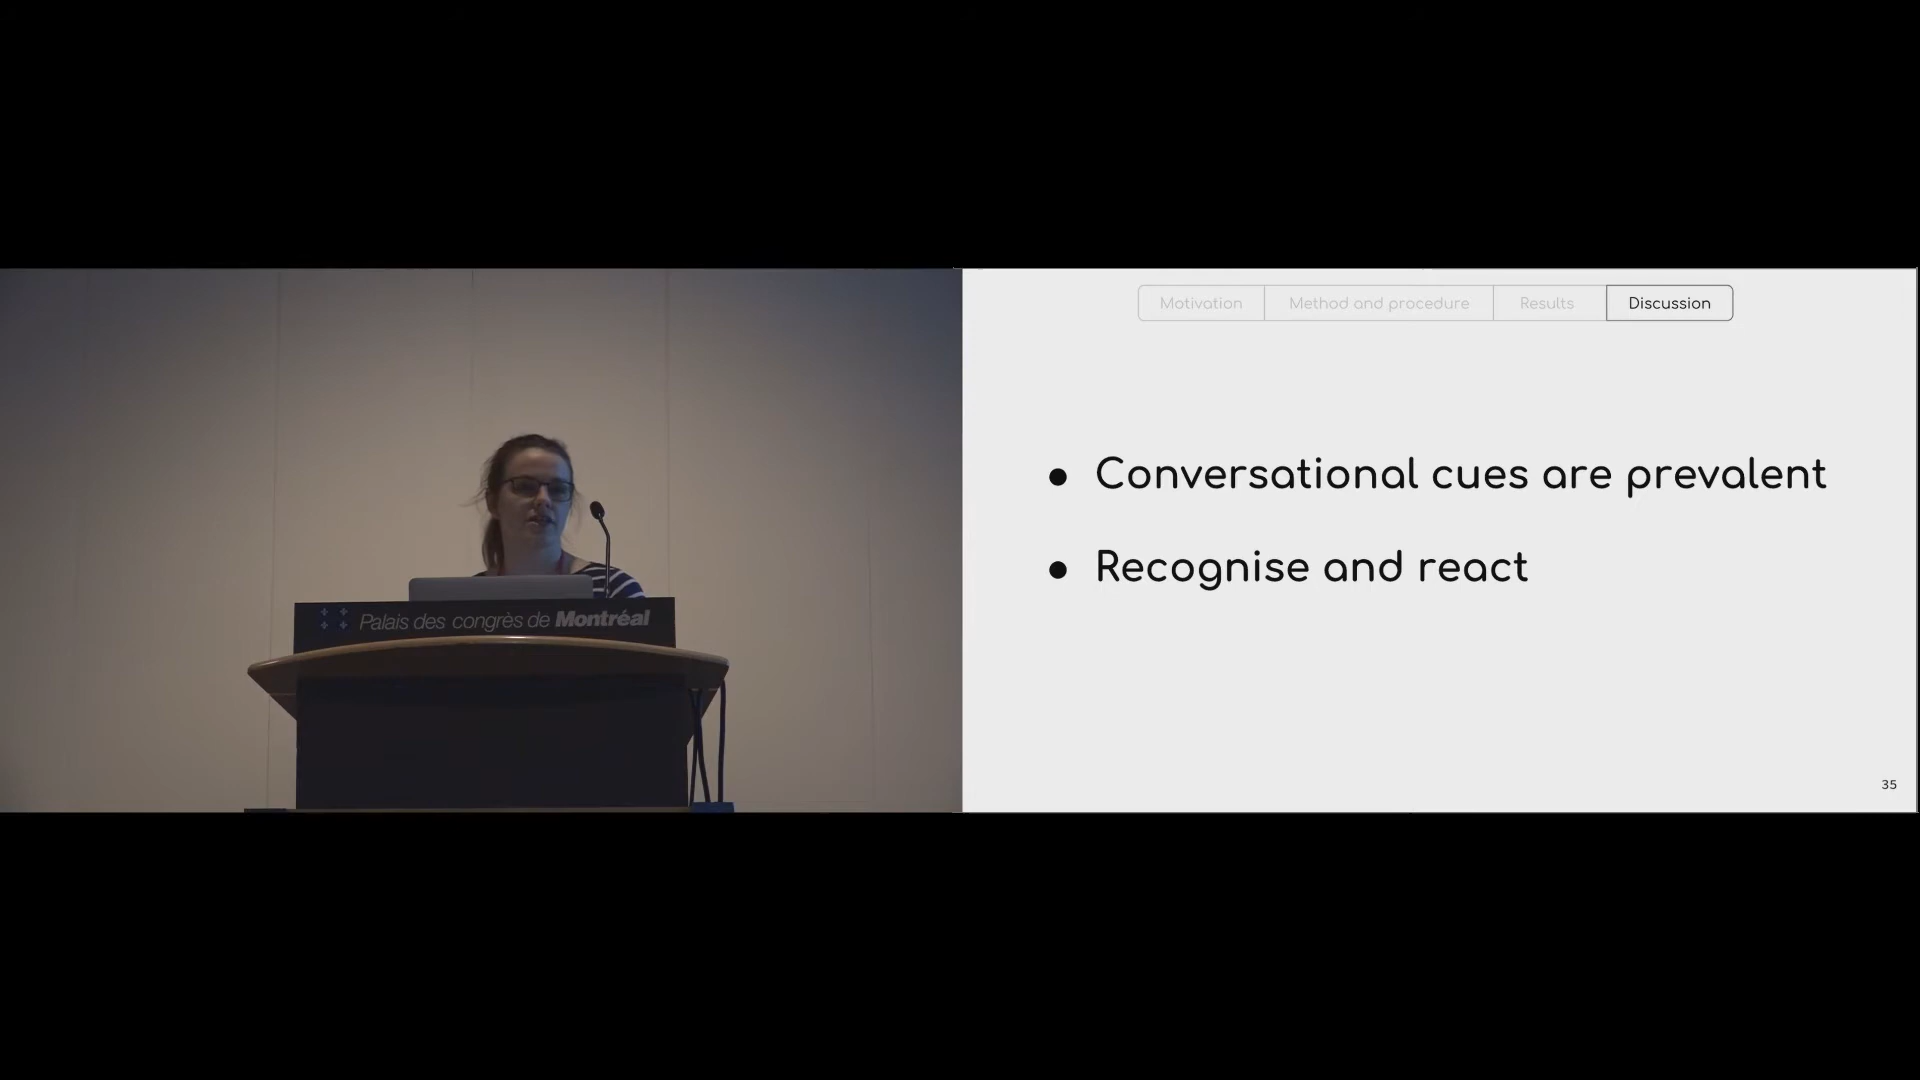 Palais des congrès de Montréal
Motivation
Method and procedure
Results
Discussion
● Conversational cues are prevalent
● Recognise and react
35